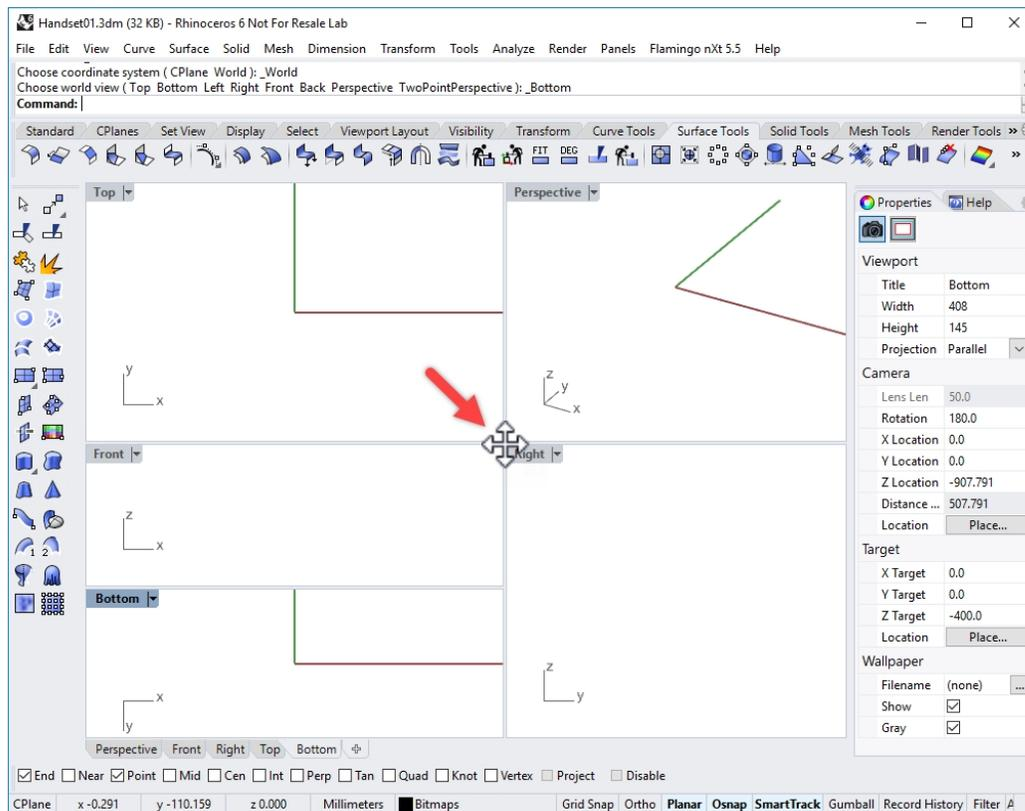 Handset01.3dm (32 KB) - Rhinoceros 6 Not For Resale Lab
File Edit View Curve Surface Solid Mesh Dimension Transform Tools Analyze Render Panels Flamingo nXt 5.5 Help
Choose coordinate system ( CPlane World ): _World
Choose world view ( Top Bottom Left Right Front Back Perspective TwoPointPerspective ): _Bottom
Command:
Standard CPlanes Set View Display Select Viewport Layout Visibility Transform Curve Tools Surface Tools Solid Tools Mesh Tools Render Tools »
FIT DEG »
Top
y
x
Perspective
z
y
x
Front
z
x
Right
z
y
Bottom
x
y
1 2
Perspective Front Right Top Bottom
Properties Help
Viewport
Title Bottom
Width 408
Height 145
Projection Parallel
Camera
Lens Len 50.0
Rotation 180.0
X Location 0.0
Y Location 0.0
Z Location -907.791
Distance ... 507.791
Location Place...
Target
X Target 0.0
Y Target 0.0
Z Target -400.0
Location Place...
Wallpaper
Filename (none) ...
Show
Gray
End Near Point Mid Cen Int Perp Tan Quad Knot Vertex Project Disable
CPlane x -0.291 y -110.159 z 0.000 Millimeters Bitmaps Grid Snap Ortho Planar Osnap SmartTrack Gumball Record History Filter